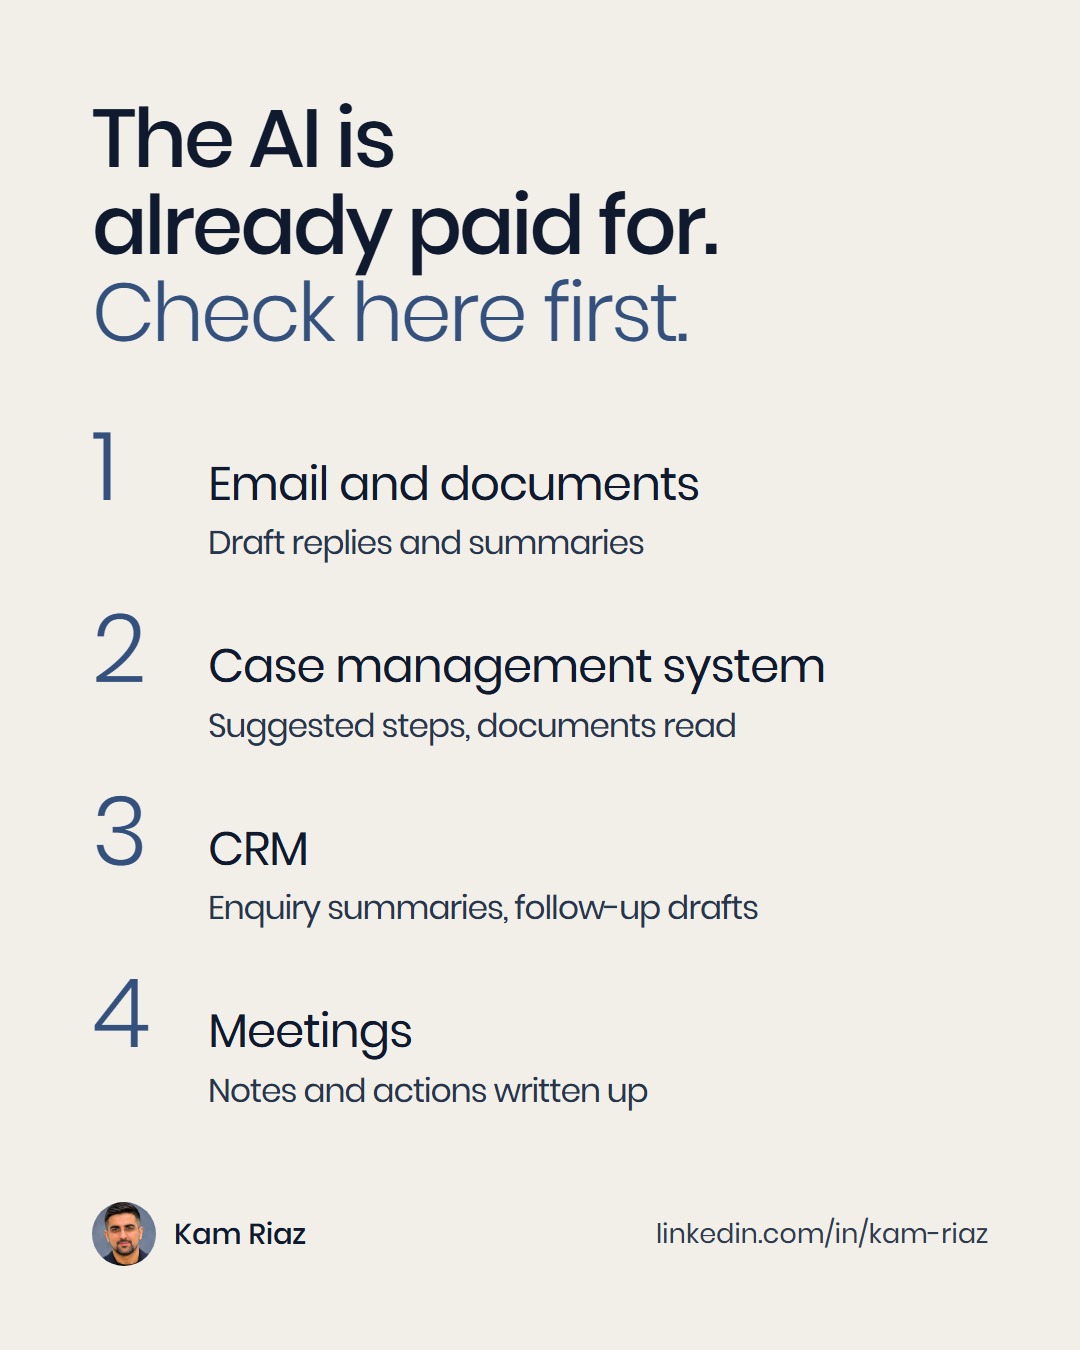 The AI is
already paid for.
Check here first.
1
Email and documents
Draft replies and summaries
2
Case management system
Suggested steps, documents read
3
CRM
Enquiry summaries, follow-up drafts
4
Meetings
Notes and actions written up
Kam Riaz
linkedin.com/in/kam-riaz